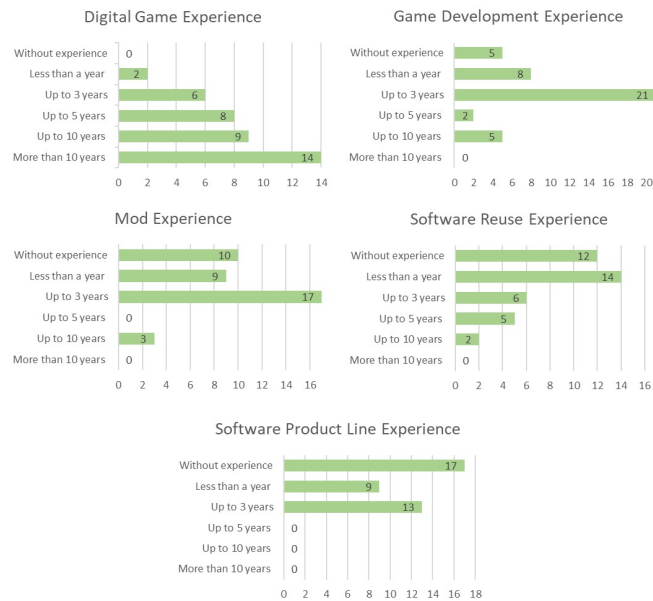 Digital Game Experience
Without experience 0
Less than a year 2
Up to 3 years 6
Up to 5 years 8
Up to 10 years 9
More than 10 years 14
0 2 4 6 8 10 12 14
Game Development Experience
Without experience 5
Less than a year 8
Up to 3 years 21
Up to 5 years 2
Up to 10 years 5
More than 10 years 0
0 2 4 6 8 10 12 14 16 18 20
Mod Experience
Without experience 10
Less than a year 9
Up to 3 years 17
Up to 5 years 0
Up to 10 years 3
More than 10 years 0
0 2 4 6 8 10 12 14 16
Software Reuse Experience
Without experience 12
Less than a year 14
Up to 3 years 6
Up to 5 years 5
Up to 10 years 2
More than 10 years 0
0 2 4 6 8 10 12 14 16
Software Product Line Experience
Without experience 17
Less than a year 9
Up to 3 years 13
Up to 5 years 0
Up to 10 years 0
More than 10 years 0
0 2 4 6 8 10 12 14 16 18